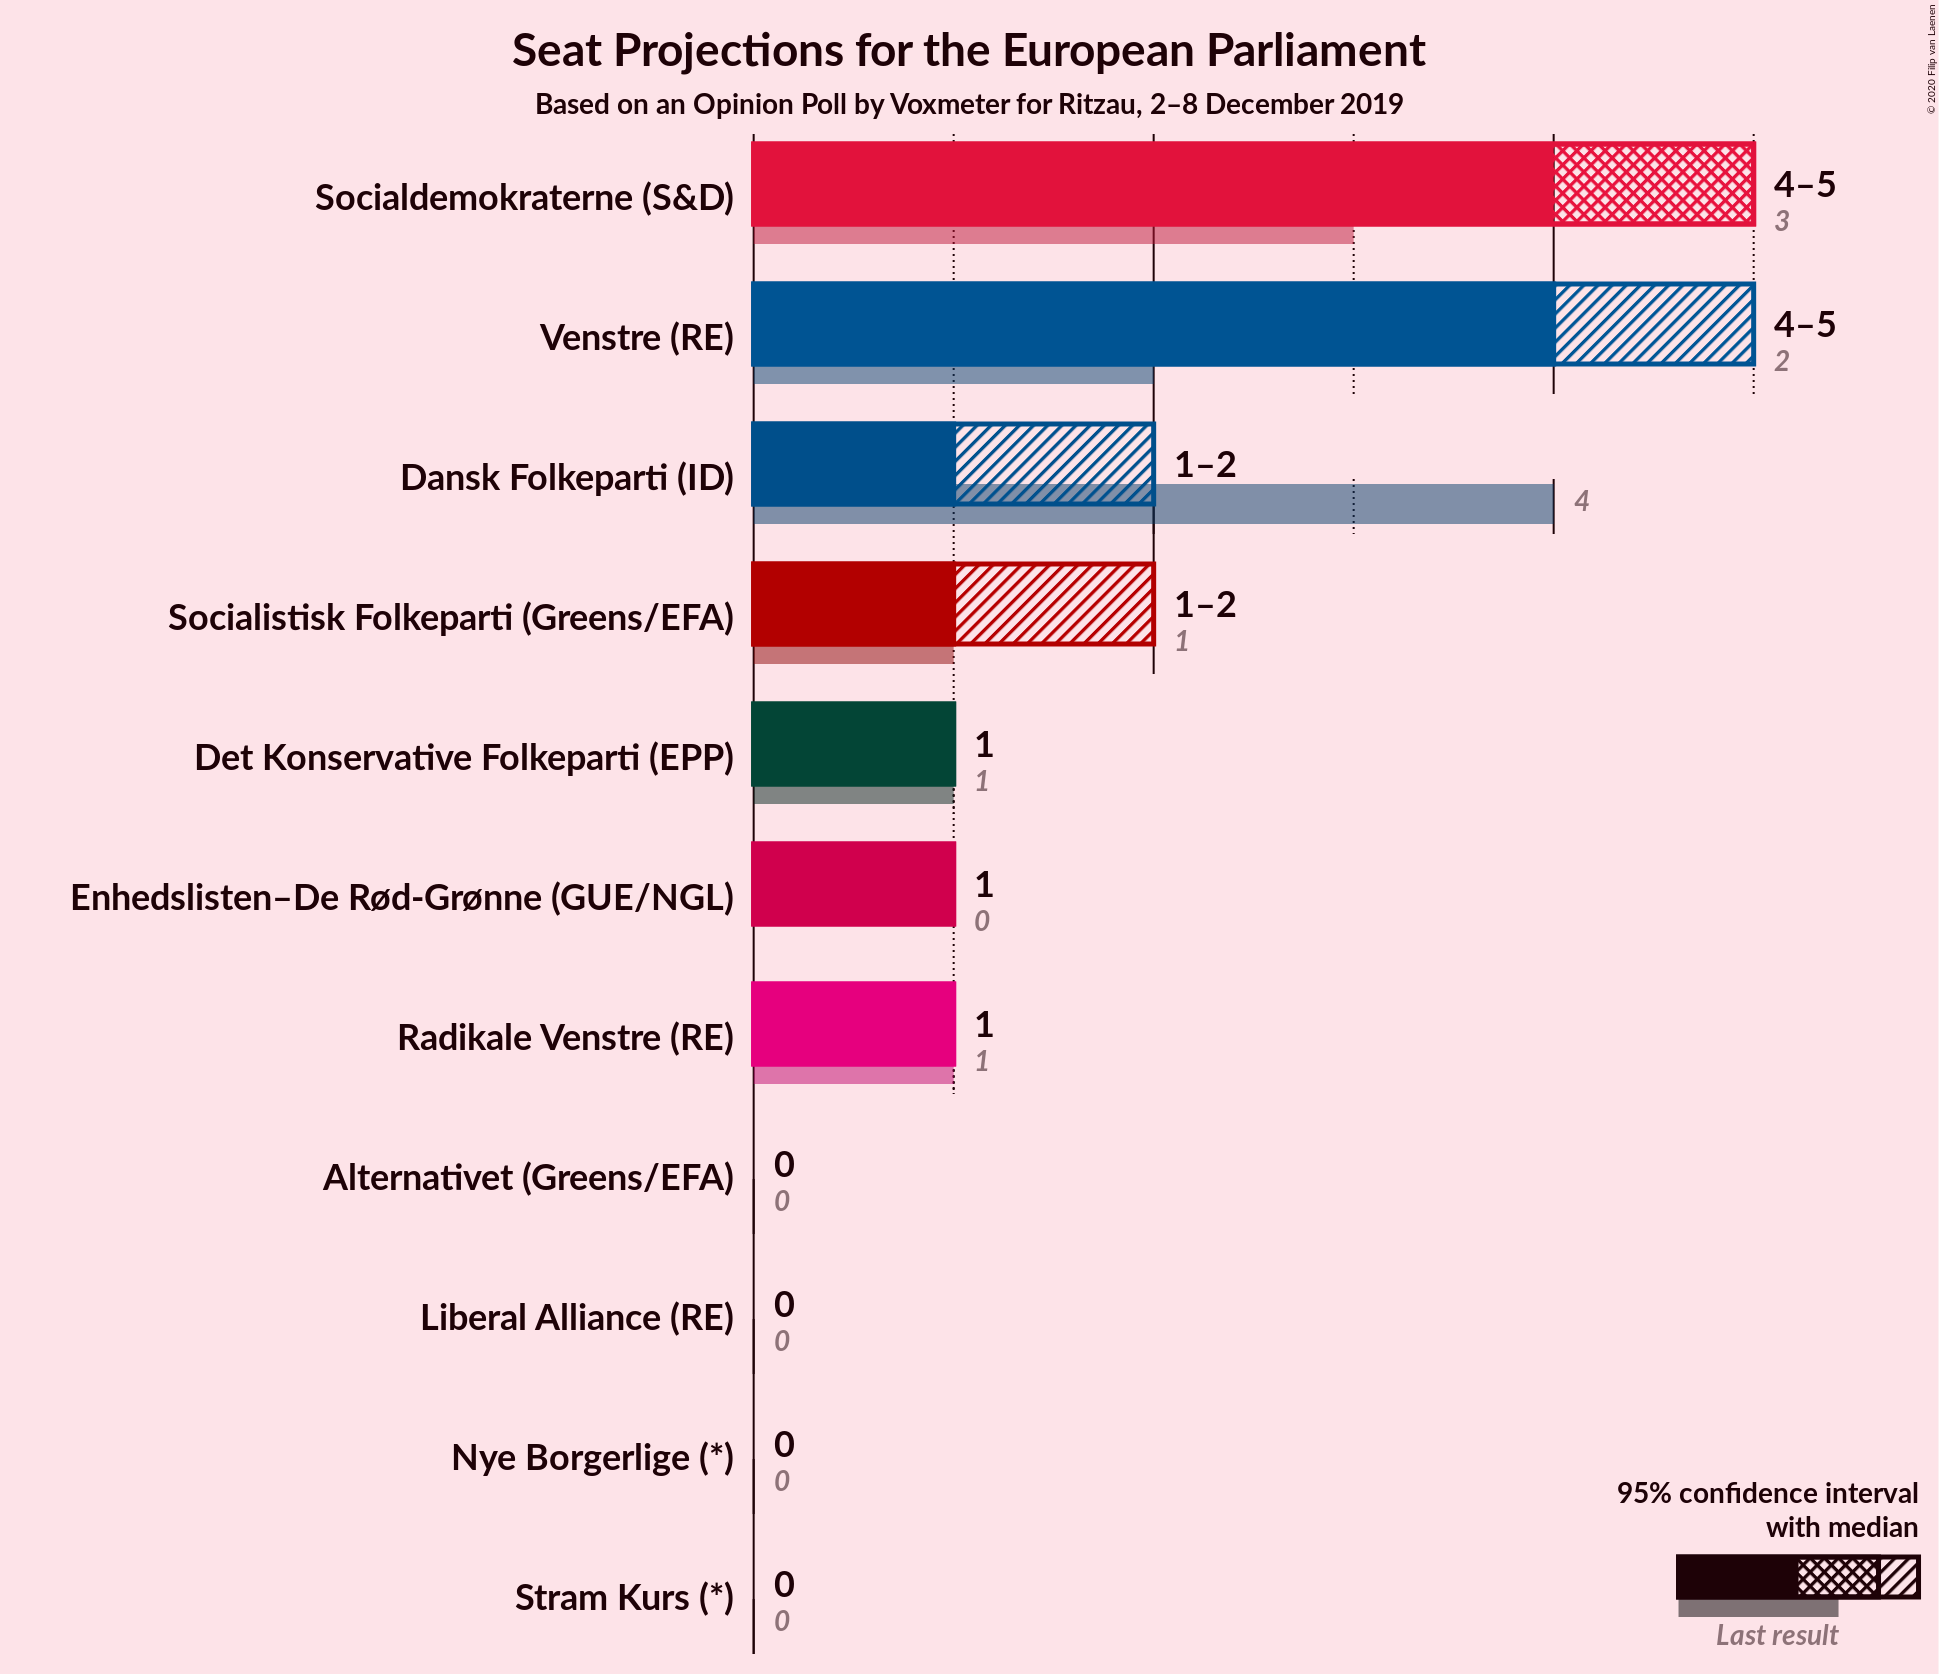 Seat Projections for the European Parliament
Based on an Opinion Poll by Voxmeter for Ritzau, 2–8 December 2019
© 2020 Filip van Laenen
Socialdemokraterne (S&D)
4–5
3
Venstre (RE)
4–5
2
Dansk Folkeparti (ID)
1–2
4
Socialistisk Folkeparti (Greens/EFA)
1–2
1
Det Konservative Folkeparti (EPP)
1
1
Enhedslisten–De Rød-Grønne (GUE/NGL)
1
0
Radikale Venstre (RE)
1
1
Alternativet (Greens/EFA)
0
0
Liberal Alliance (RE)
0
0
Nye Borgerlige (*)
0
0
Stram Kurs (*)
0
0
95% confidence interval
with median
Last result